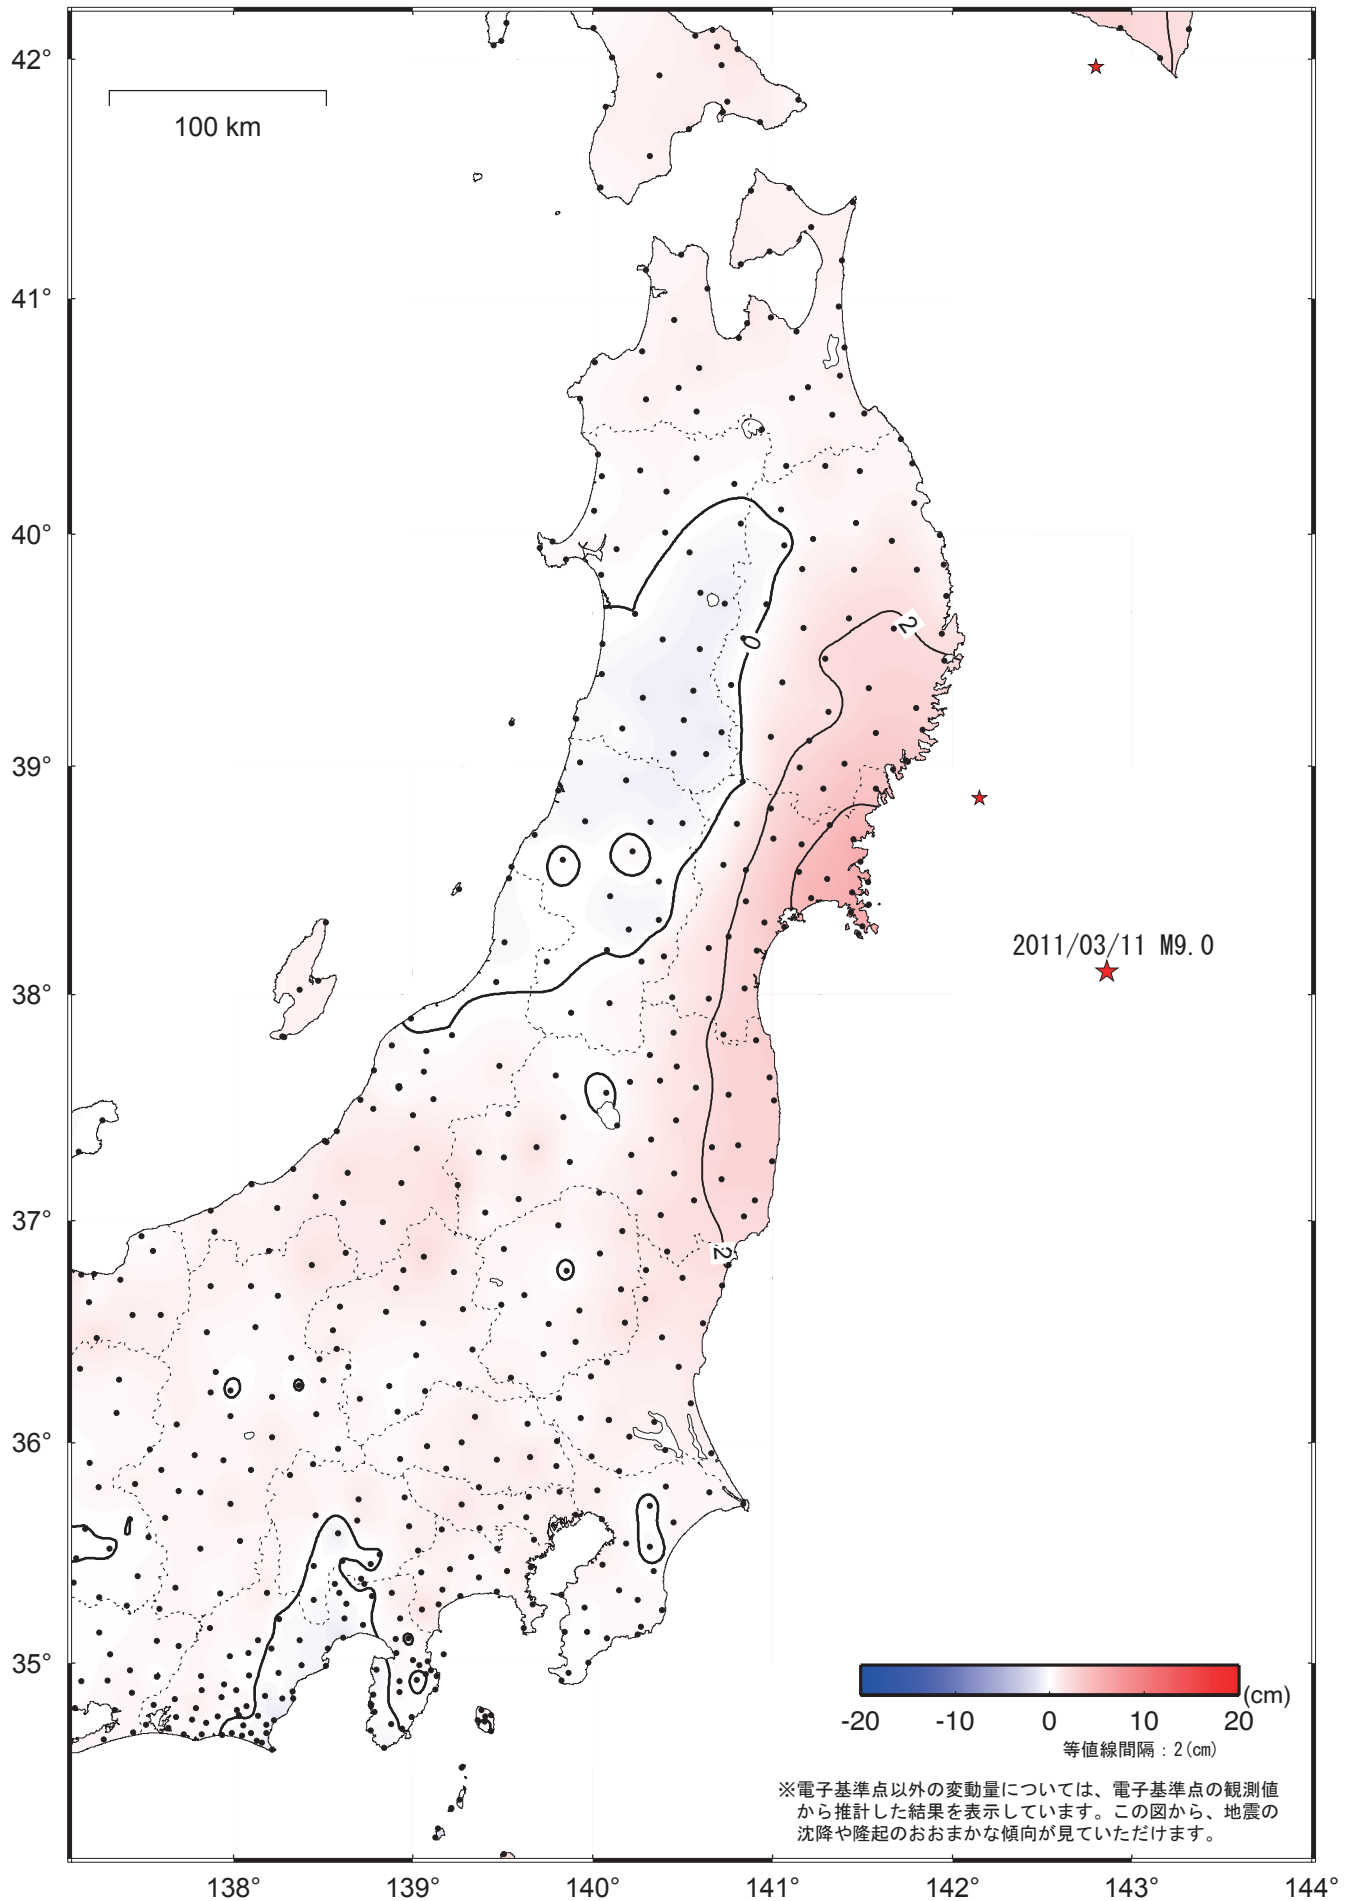 42°
100 km
41°
40°
2
0
39°
2011/03/11 M9.0
38°
37°
2
36°
35°
(cm)
-20 -10 0 10 20
等値線間隔：2(cm)
※電子基準点以外の変動量については、電子基準点の観測値
から推計した結果を表示しています。この図から、地震の
沈降や隆起のおおまかな傾向が見ていただけます。
138° 139° 140° 141° 142° 143° 144°